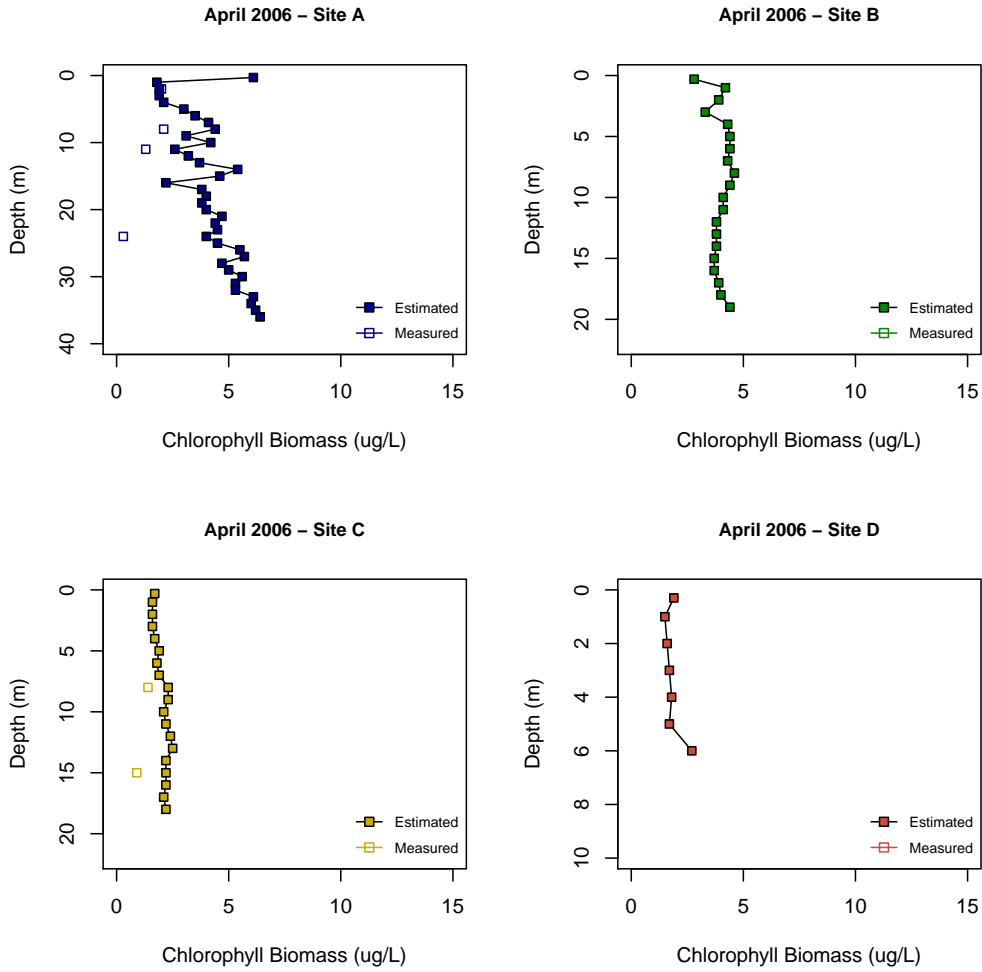 April 2006 – Site A
0
10
20
30
40
Depth (m)
Estimated
Measured
0 5 10 15
Chlorophyll Biomass (ug/L)
April 2006 – Site B
0
5
10
15
20
Depth (m)
Estimated
Measured
0 5 10 15
Chlorophyll Biomass (ug/L)
April 2006 – Site C
0
5
10
15
20
Depth (m)
Estimated
Measured
0 5 10 15
Chlorophyll Biomass (ug/L)
April 2006 – Site D
0
2
4
6
8
10
Depth (m)
Estimated
Measured
0 5 10 15
Chlorophyll Biomass (ug/L)